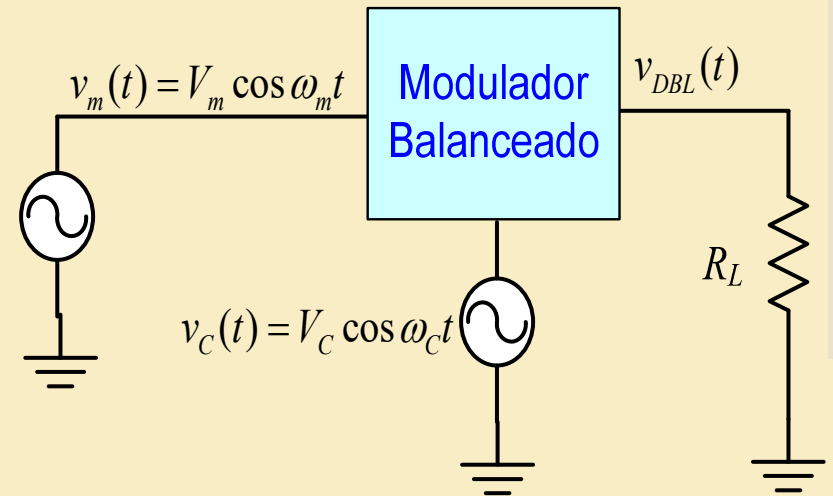 v_m(t) = V_m cos ω_m t
Modulador
Balanceado
v_DBL(t)
R_L
v_C(t) = V_C cos ω_C t